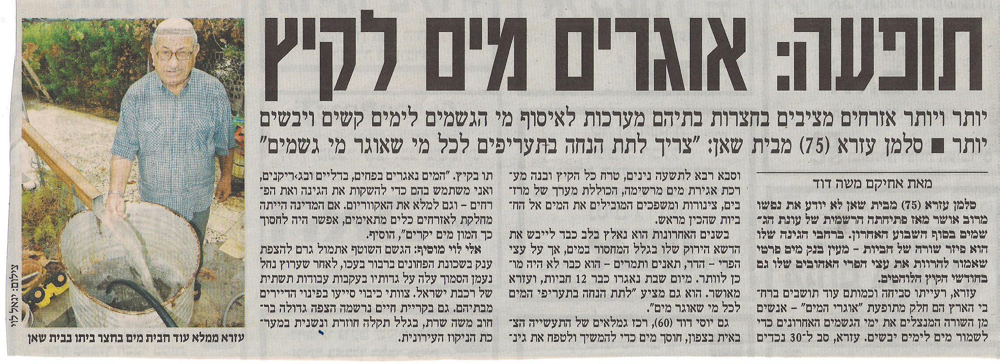 תופעה: אוגרים מים לקיץ
יותר ויותר אזרחים מציבים בחצרות בתיהם מערכות לאיסוף מי הגשמים לימים קשים ויבשים
יותר ■ סלמן עזרא (75) מבית שאן: "צריך לתת הנחה בתעריפים לכל מי שאוגר מי גשמים"
מאת אחיקם משה דוד
סלמן עזרא (75) מבית שאן לא יודע את נפשו
מרוב אושר מאז פתיחתה הרשמית של עונת הג־
שמים בסוף השבוע האחרון. ברחבי הגינה שלו
הוא פיזר שורה של חביות – מעין בנק מים פרטי
שאמור להרוות את עצי הפרי האהובים שלו גם
בחודשי הקיץ הלוהטים.
עזרא, רעייתו סביחה וכמותם עוד תושבים ברח־
בי הארץ הם חלק מתופעת "אוגרי המים" – אנשים
מן השורה המנצלים את ימי הגשמים האחרונים כדי
לשמור מים לימים יבשים. עזרא, סב ל־30 נכדים
וסבא רבא לתשעה נינים, טרח כל הקיץ ובנה מע־
רכת אגירת מים מרשימה, הכוללת מערך של מרז־
בים, צינורות ומשפכים המובילים את המים אל הח־
ביות שהכין מראש.
בשנים האחרונות הוא נאלץ בלב כבד לייבש את
הדשא הירוק שלו בגלל המחסור במים, אך על עצי
הפרי – הדר, תאנים ותמרים – הוא כבר לא היה מו־
כן לוותר. מיום שבת נאגרו כבר 12 חביות, ועזרא
מאושר. הוא גם מציע "לתת הנחה בתעריפי המים
לכל מי שאוגר מים".
גם יוסי דוד (60), רכז גמלאים של התעשייה הצ־
באית בצפון, חוסך מים כדי להמשיך ולטפח את גינ־
תו בקיץ. "המים נאגרים בפחים, בדליים ובג'ריקנים,
ואני משתמש בהם כדי להשקות את הגינה ואת הפ־
רחים – וגם למלא את האקווריום. אם המדינה הייתה
מחלקת לאזרחים כלים מתאימים, אפשר היה לחסוך
כך המון מים יקרים", הוסיף.
אלי לוי מוסיף: הגשם השוטף אתמול גרם להצפת
ענק בשכונת הפחונים ברבור בעכו, לאחר שערוץ נחל
נעמן הסמוך עלה על גדותיו בעקבות עבודות תשתית
של רכבת ישראל. צוותי כיבוי סייעו בפינוי הדיירים
מבתיהם. גם בקריית חיים נרשמה הצפה גדולה בר־
חוב משה שרת, בגלל תקלה חוזרת ונשנית במער־
כת הניקוז העירונית.
צילום: יגאל לוי
עזרא ממלא עוד חבית מים בחצר ביתו בבית שאן